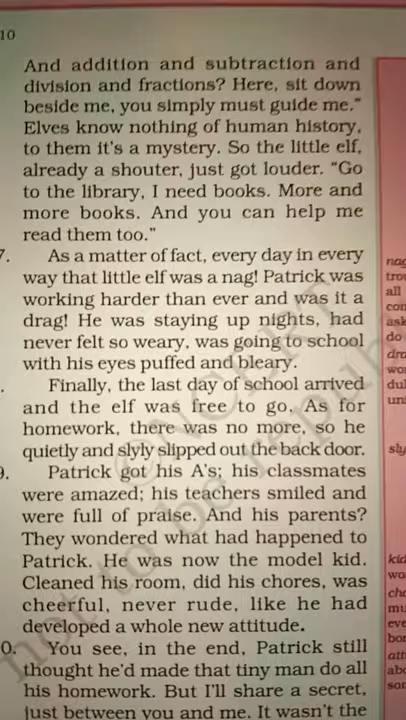 10
And addition and subtraction and
division and fractions? Here, sit down
beside me, you simply must guide me."
Elves know nothing of human history,
to them it's a mystery. So the little elf,
already a shouter, just got louder. "Go
to the library, I need books. More and
more books. And you can help me
read them too."
7. As a matter of fact, every day in every
way that little elf was a nag! Patrick was
working harder than ever and was it a
drag! He was staying up nights, had
never felt so weary, was going to school
with his eyes puffed and bleary.
. Finally, the last day of school arrived
and the elf was free to go. As for
homework, there was no more, so he
quietly and slyly slipped out the back door.
9. Patrick got his A's; his classmates
were amazed; his teachers smiled and
were full of praise. And his parents?
They wondered what had happened to
Patrick. He was now the model kid.
Cleaned his room, did his chores, was
cheerful, never rude, like he had
developed a whole new attitude.
0. You see, in the end, Patrick still
thought he'd made that tiny man do all
his homework. But I'll share a secret,
just between you and me. It wasn't the
nag
all
ask
do
sly
kid